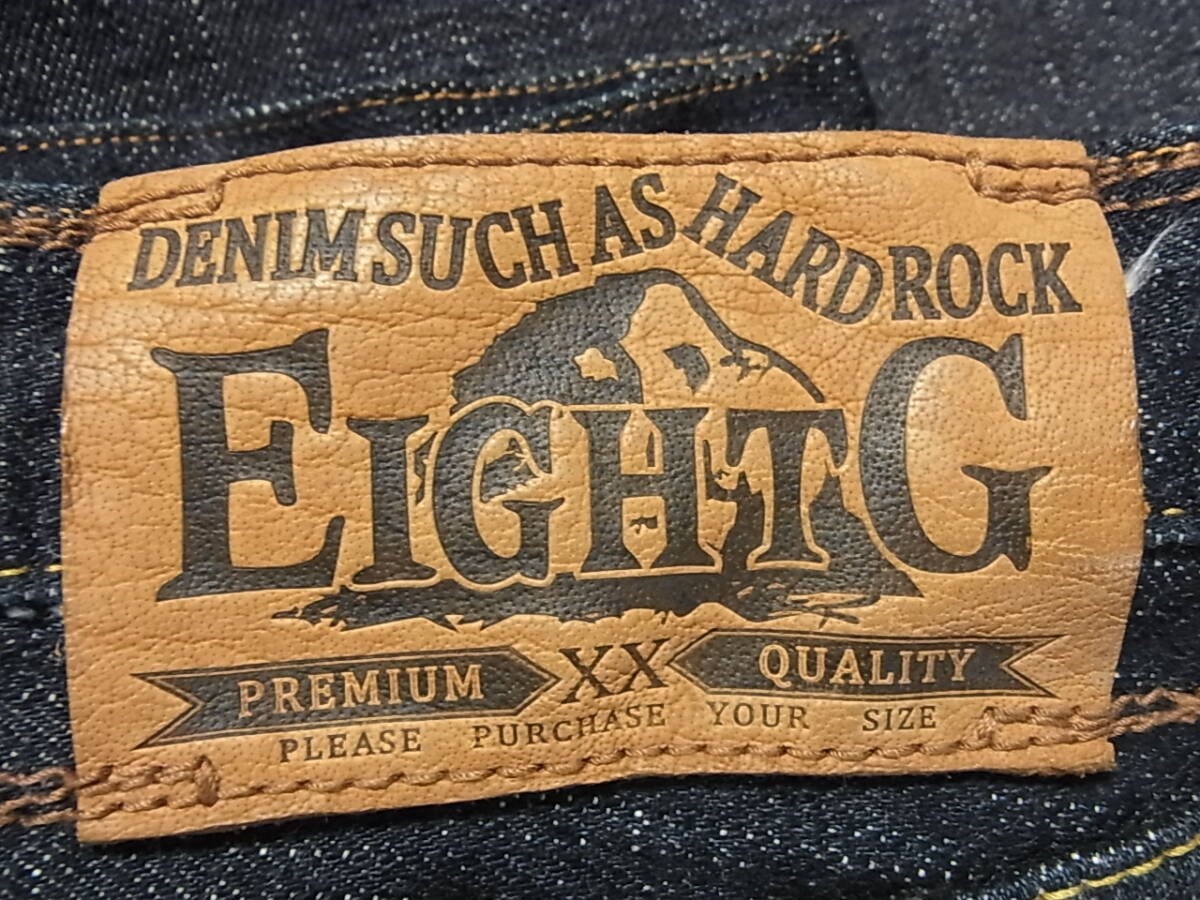 DENIM SUCH AS HARD ROCK
EIGHTG
PREMIUM XX QUALITY
PLEASE PURCHASE YOUR SIZE